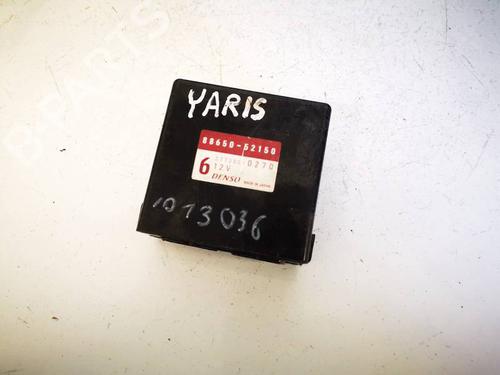 YARIS
88650-52150
6
0270
12V
DENSO MADE IN JAPAN
1013036